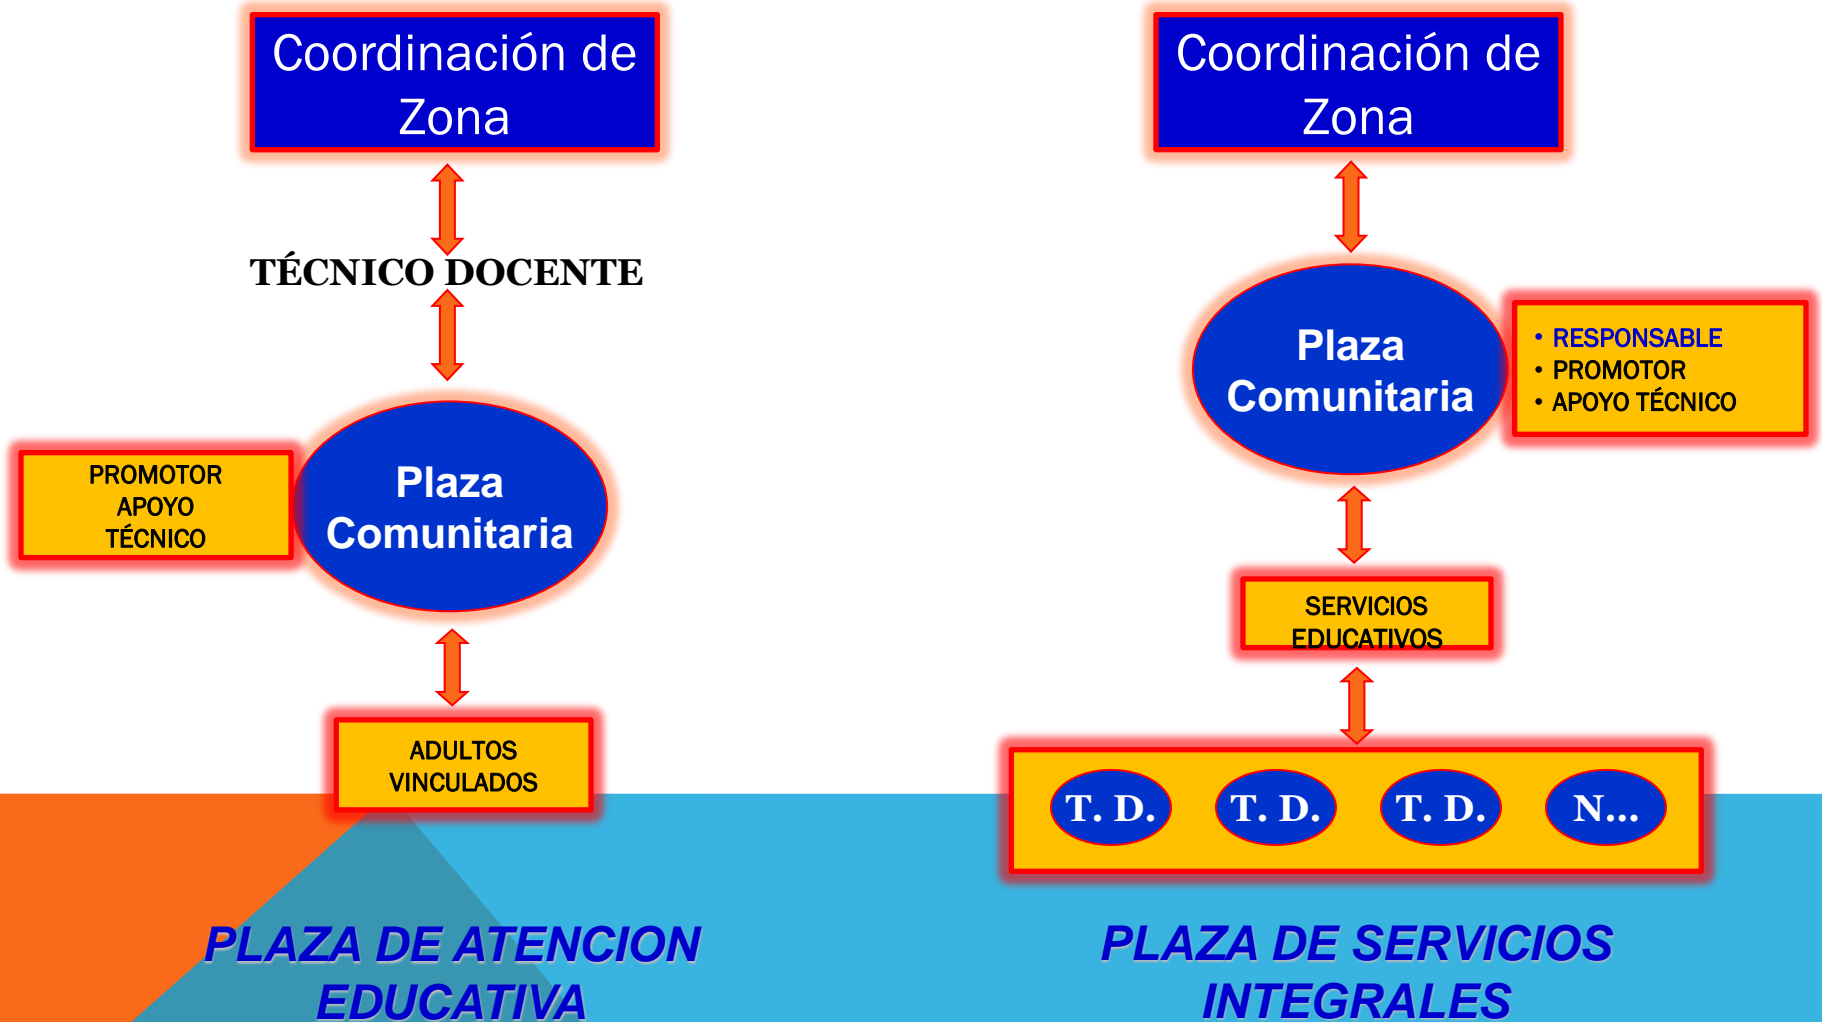 Coordinación de
Zona
TÉCNICO DOCENTE
Plaza
Comunitaria
PROMOTOR
APOYO
TÉCNICO
ADULTOS
VINCULADOS
PLAZA DE ATENCION
EDUCATIVA
Coordinación de
Zona
Plaza
Comunitaria
• RESPONSABLE
• PROMOTOR
• APOYO TÉCNICO
SERVICIOS
EDUCATIVOS
T. D. T. D. T. D. N...
PLAZA DE SERVICIOS
INTEGRALES